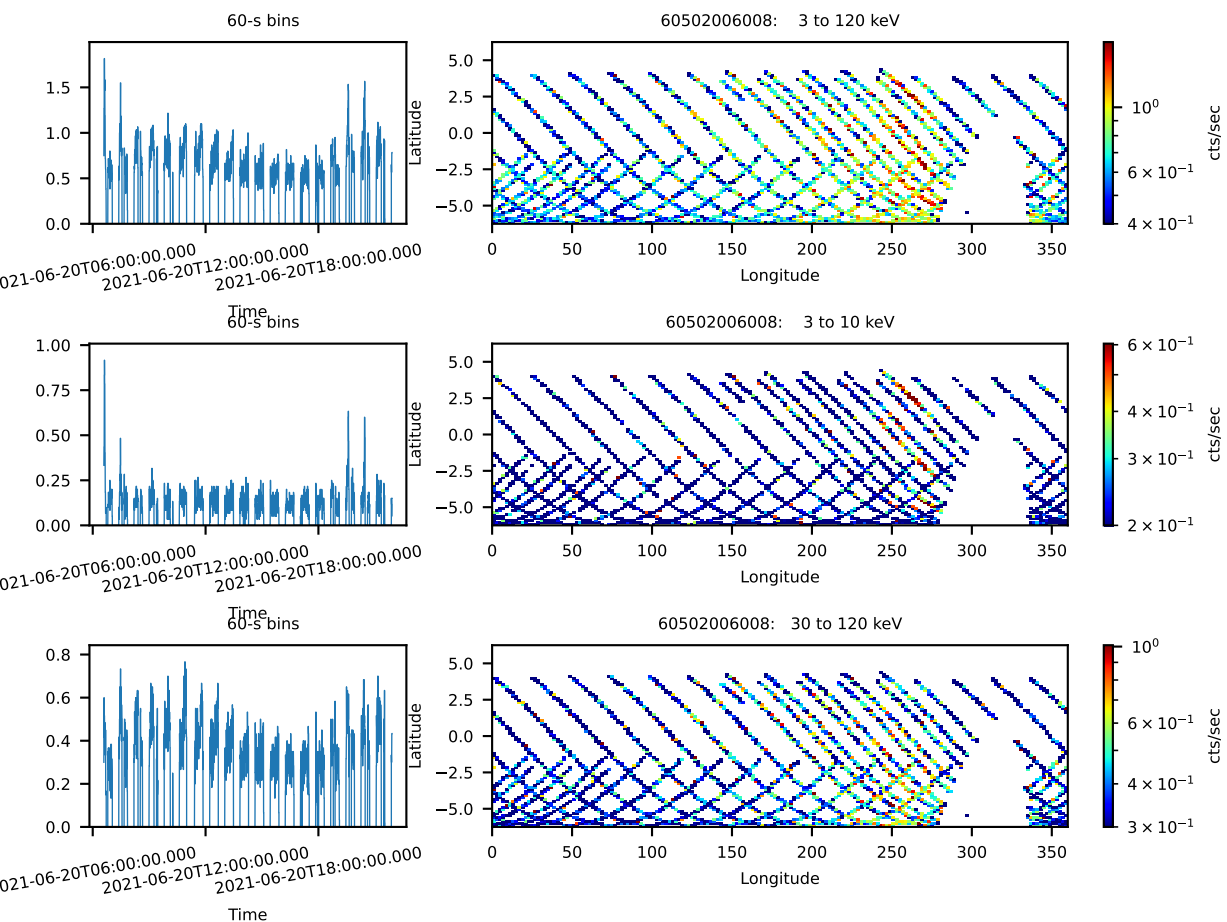 60-s bins
60502006008:    3 to 120 keV
1.5
1.0
0.5
0.0
Latitude
5.0
2.5
0.0
−2.5
−5.0
10⁰
6 × 10⁻¹
4 × 10⁻¹
cts/sec
021-06-20T06:00:00.000
2021-06-20T12:00:00.000
2021-06-20T18:00:00.000
Time
0 50 100 150 200 250 300 350
Longitude
60-s bins
60502006008:    3 to 10 keV
1.00
0.75
0.50
0.25
0.00
Latitude
5.0
2.5
0.0
−2.5
−5.0
6 × 10⁻¹
4 × 10⁻¹
3 × 10⁻¹
2 × 10⁻¹
cts/sec
021-06-20T06:00:00.000
2021-06-20T12:00:00.000
2021-06-20T18:00:00.000
Time
0 50 100 150 200 250 300 350
Longitude
60-s bins
60502006008:   30 to 120 keV
0.8
0.6
0.4
0.2
0.0
Latitude
5.0
2.5
0.0
−2.5
−5.0
10⁰
6 × 10⁻¹
4 × 10⁻¹
3 × 10⁻¹
cts/sec
021-06-20T06:00:00.000
2021-06-20T12:00:00.000
2021-06-20T18:00:00.000
Time
0 50 100 150 200 250 300 350
Longitude